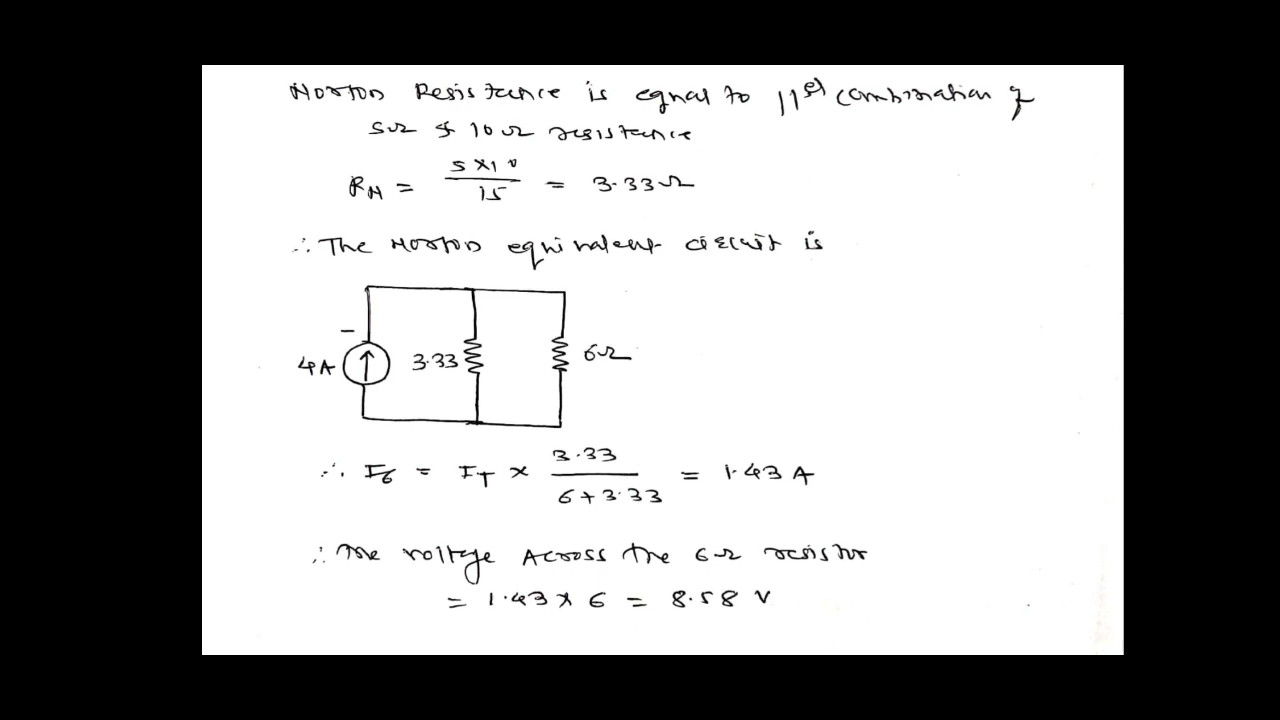 Norton Resistance is equal to 11el combination of
5Ω & 10Ω resistance
RN = 5×10 / 15 = 3.33Ω
∴ The Norton equivalent circuit is
−
4A 3.33 6Ω
∴ I6 = IT × 3.33 / 6+3.33 = 1.43 A
∴ The voltage Across the 6Ω resistor
= 1.43 × 6 = 8.58 V